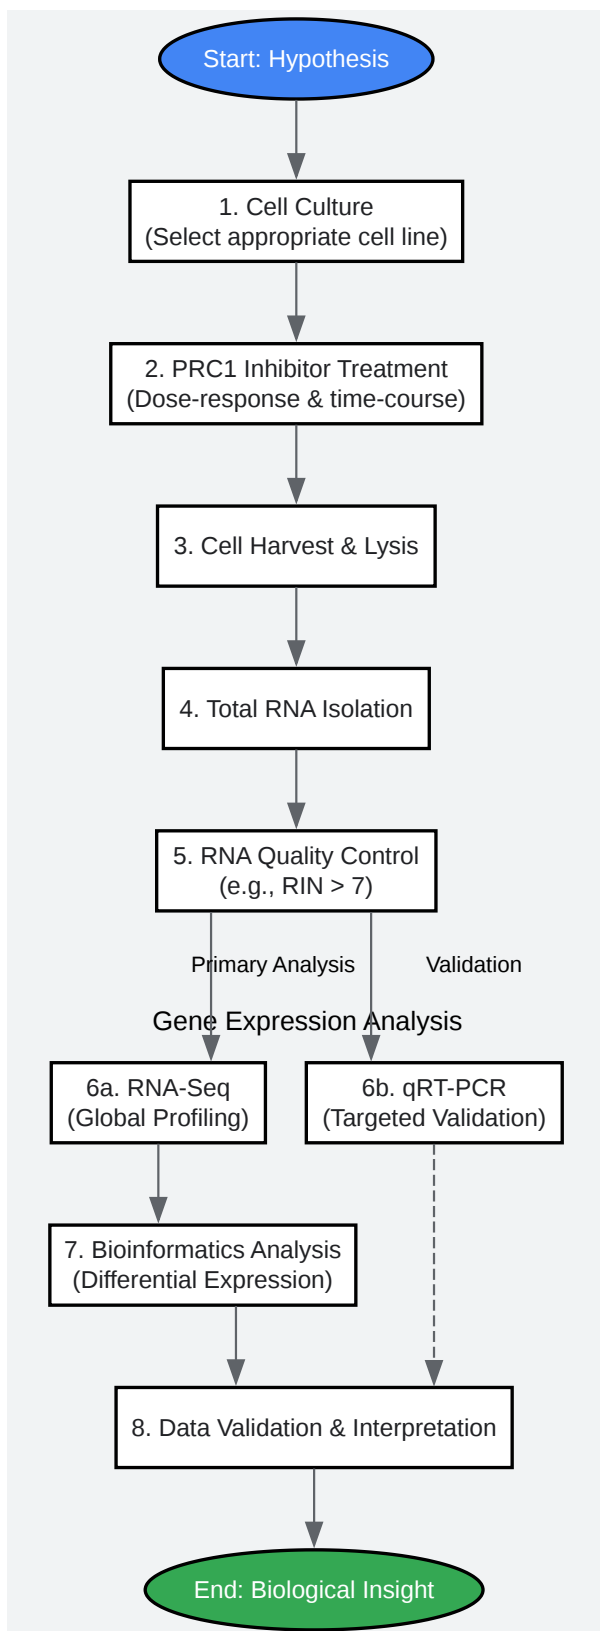 Start: Hypothesis
1. Cell Culture
(Select appropriate cell line)
2. PRC1 Inhibitor Treatment
(Dose-response & time-course)
3. Cell Harvest & Lysis
4. Total RNA Isolation
5. RNA Quality Control
(e.g., RIN > 7)
Primary Analysis
Validation
Gene Expression Analysis
6a. RNA-Seq
(Global Profiling)
6b. qRT-PCR
(Targeted Validation)
7. Bioinformatics Analysis
(Differential Expression)
8. Data Validation & Interpretation
End: Biological Insight